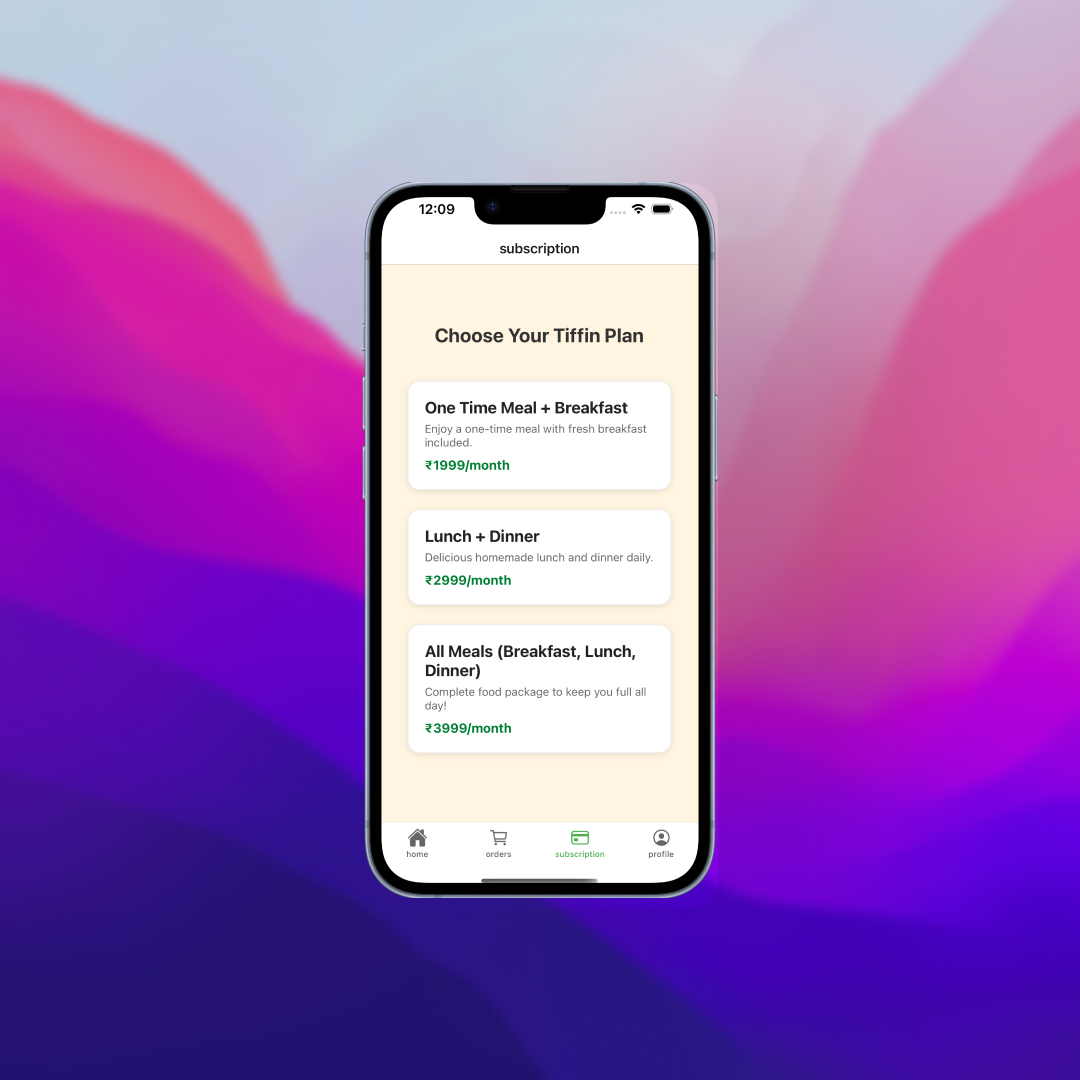 12:09
subscription
Choose Your Tiffin Plan
One Time Meal + Breakfast
Enjoy a one-time meal with fresh breakfast
included.
₹1999/month
Lunch + Dinner
Delicious homemade lunch and dinner daily.
₹2999/month
All Meals (Breakfast, Lunch,
Dinner)
Complete food package to keep you full all
day!
₹3999/month
home orders subscription profile